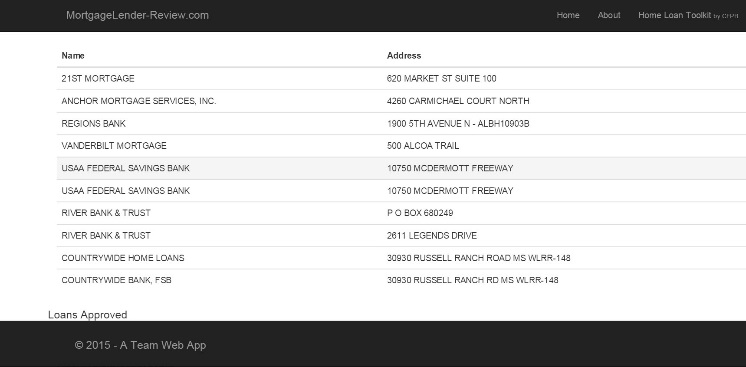 MortgageLender-Review.com Home About Home Loan Toolkit by CFPB
Name Address
21ST MORTGAGE 620 MARKET ST SUITE 100
ANCHOR MORTGAGE SERVICES, INC. 4260 CARMICHAEL COURT NORTH
REGIONS BANK 1900 5TH AVENUE N - ALBH10903B
VANDERBILT MORTGAGE 500 ALCOA TRAIL
USAA FEDERAL SAVINGS BANK 10750 MCDERMOTT FREEWAY
USAA FEDERAL SAVINGS BANK 10750 MCDERMOTT FREEWAY
RIVER BANK & TRUST P O BOX 680249
RIVER BANK & TRUST 2611 LEGENDS DRIVE
COUNTRYWIDE HOME LOANS 30930 RUSSELL RANCH ROAD MS WLRR-148
COUNTRYWIDE BANK, FSB 30930 RUSSELL RANCH RD MS WLRR-148
Loans Approved
© 2015 - A Team Web App